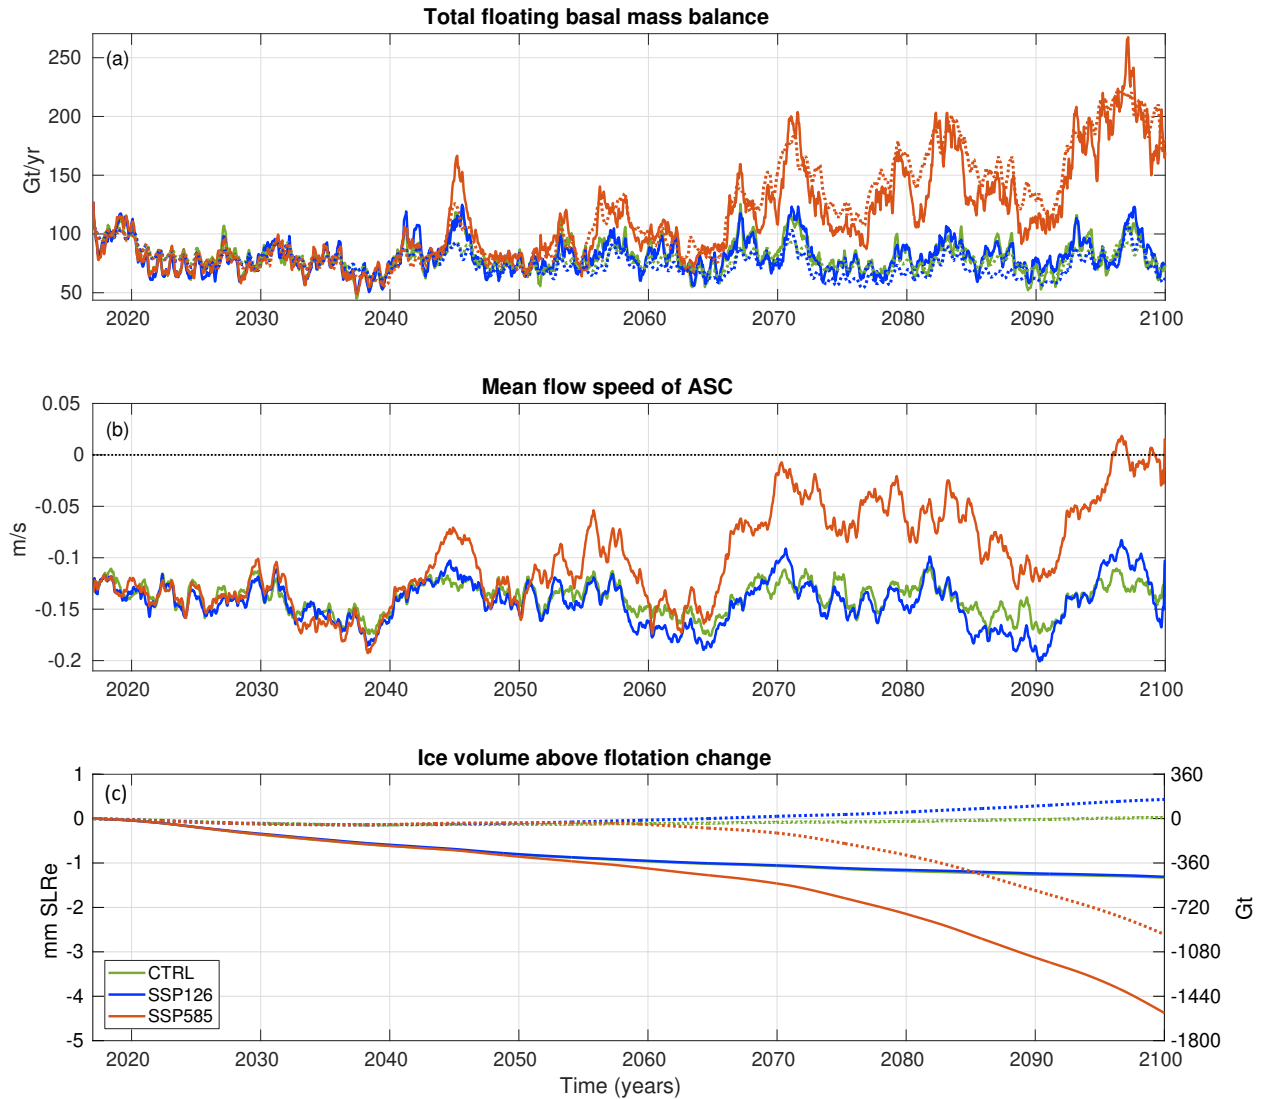 Total floating basal mass balance
(a)
Gt/yr
250
200
150
100
50
2020 2030 2040 2050 2060 2070 2080 2090 2100
Mean flow speed of ASC
(b)
m/s
0.05
0
-0.05
-0.1
-0.15
-0.2
2020 2030 2040 2050 2060 2070 2080 2090 2100
Ice volume above flotation change
(c)
mm SLRe
1
0
-1
-2
-3
-4
-5
360
0
-360
-720
-1080
-1440
-1800
Gt
CTRL
SSP126
SSP585
2020 2030 2040 2050 2060 2070 2080 2090 2100
Time (years)